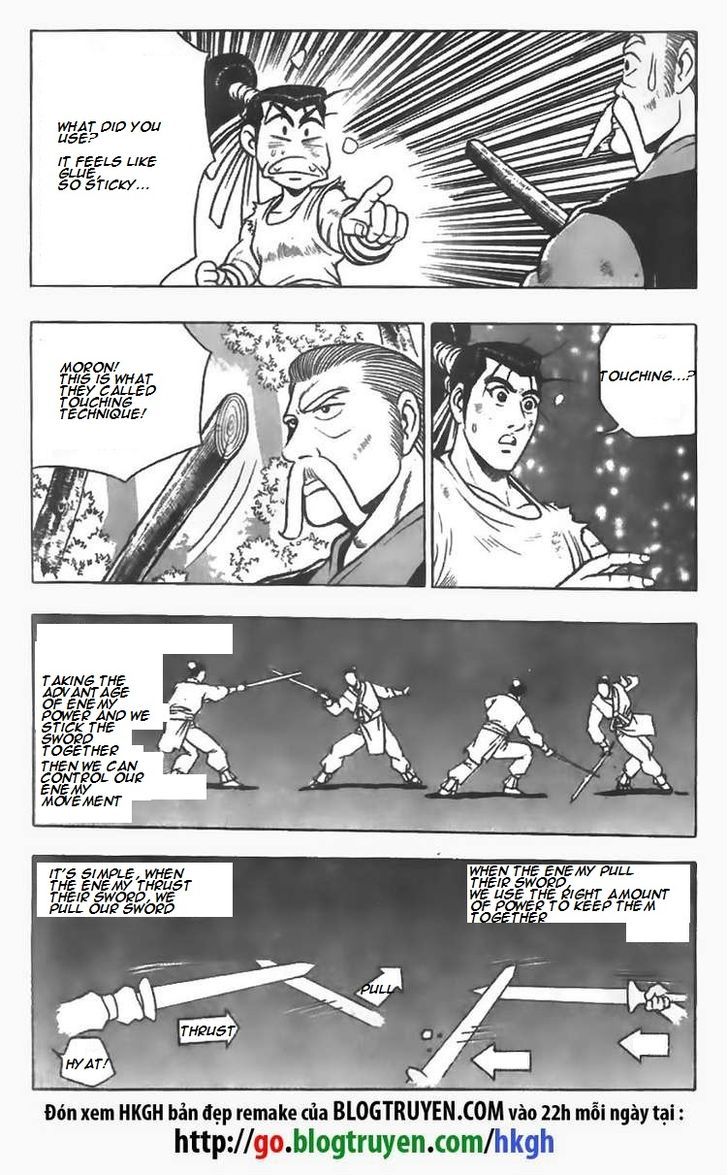 WHAT DID YOU
USE?
IT FEELS LIKE
GLUE,
SO STICKY...
MORON!
THIS IS WHAT
THEY CALLED
TOUCHING
TECHNIQUE!
TOUCHING...?
TAKING THE
ADVANTAGE
OF ENEMY
POWER AND WE
STICK THE
SWORD
TOGETHER
THEN WE CAN
CONTROL OUR
ENEMY
MOVEMENT
IT'S SIMPLE, WHEN
THE ENEMY THRUST
THEIR SWORD, WE
PULL OUR SWORD
WHEN THE ENEMY PULL
THEIR SWORD,
WE USE THE RIGHT AMOUNT
OF POWER TO KEEP THEM
TOGETHER
PULL
THRUST
HYAT!
Đón xem HKGH bản đẹp remake của BLOGTRUYEN.COM vào 22h mỗi ngày tại :
http://go.blogtruyen.com/hkgh